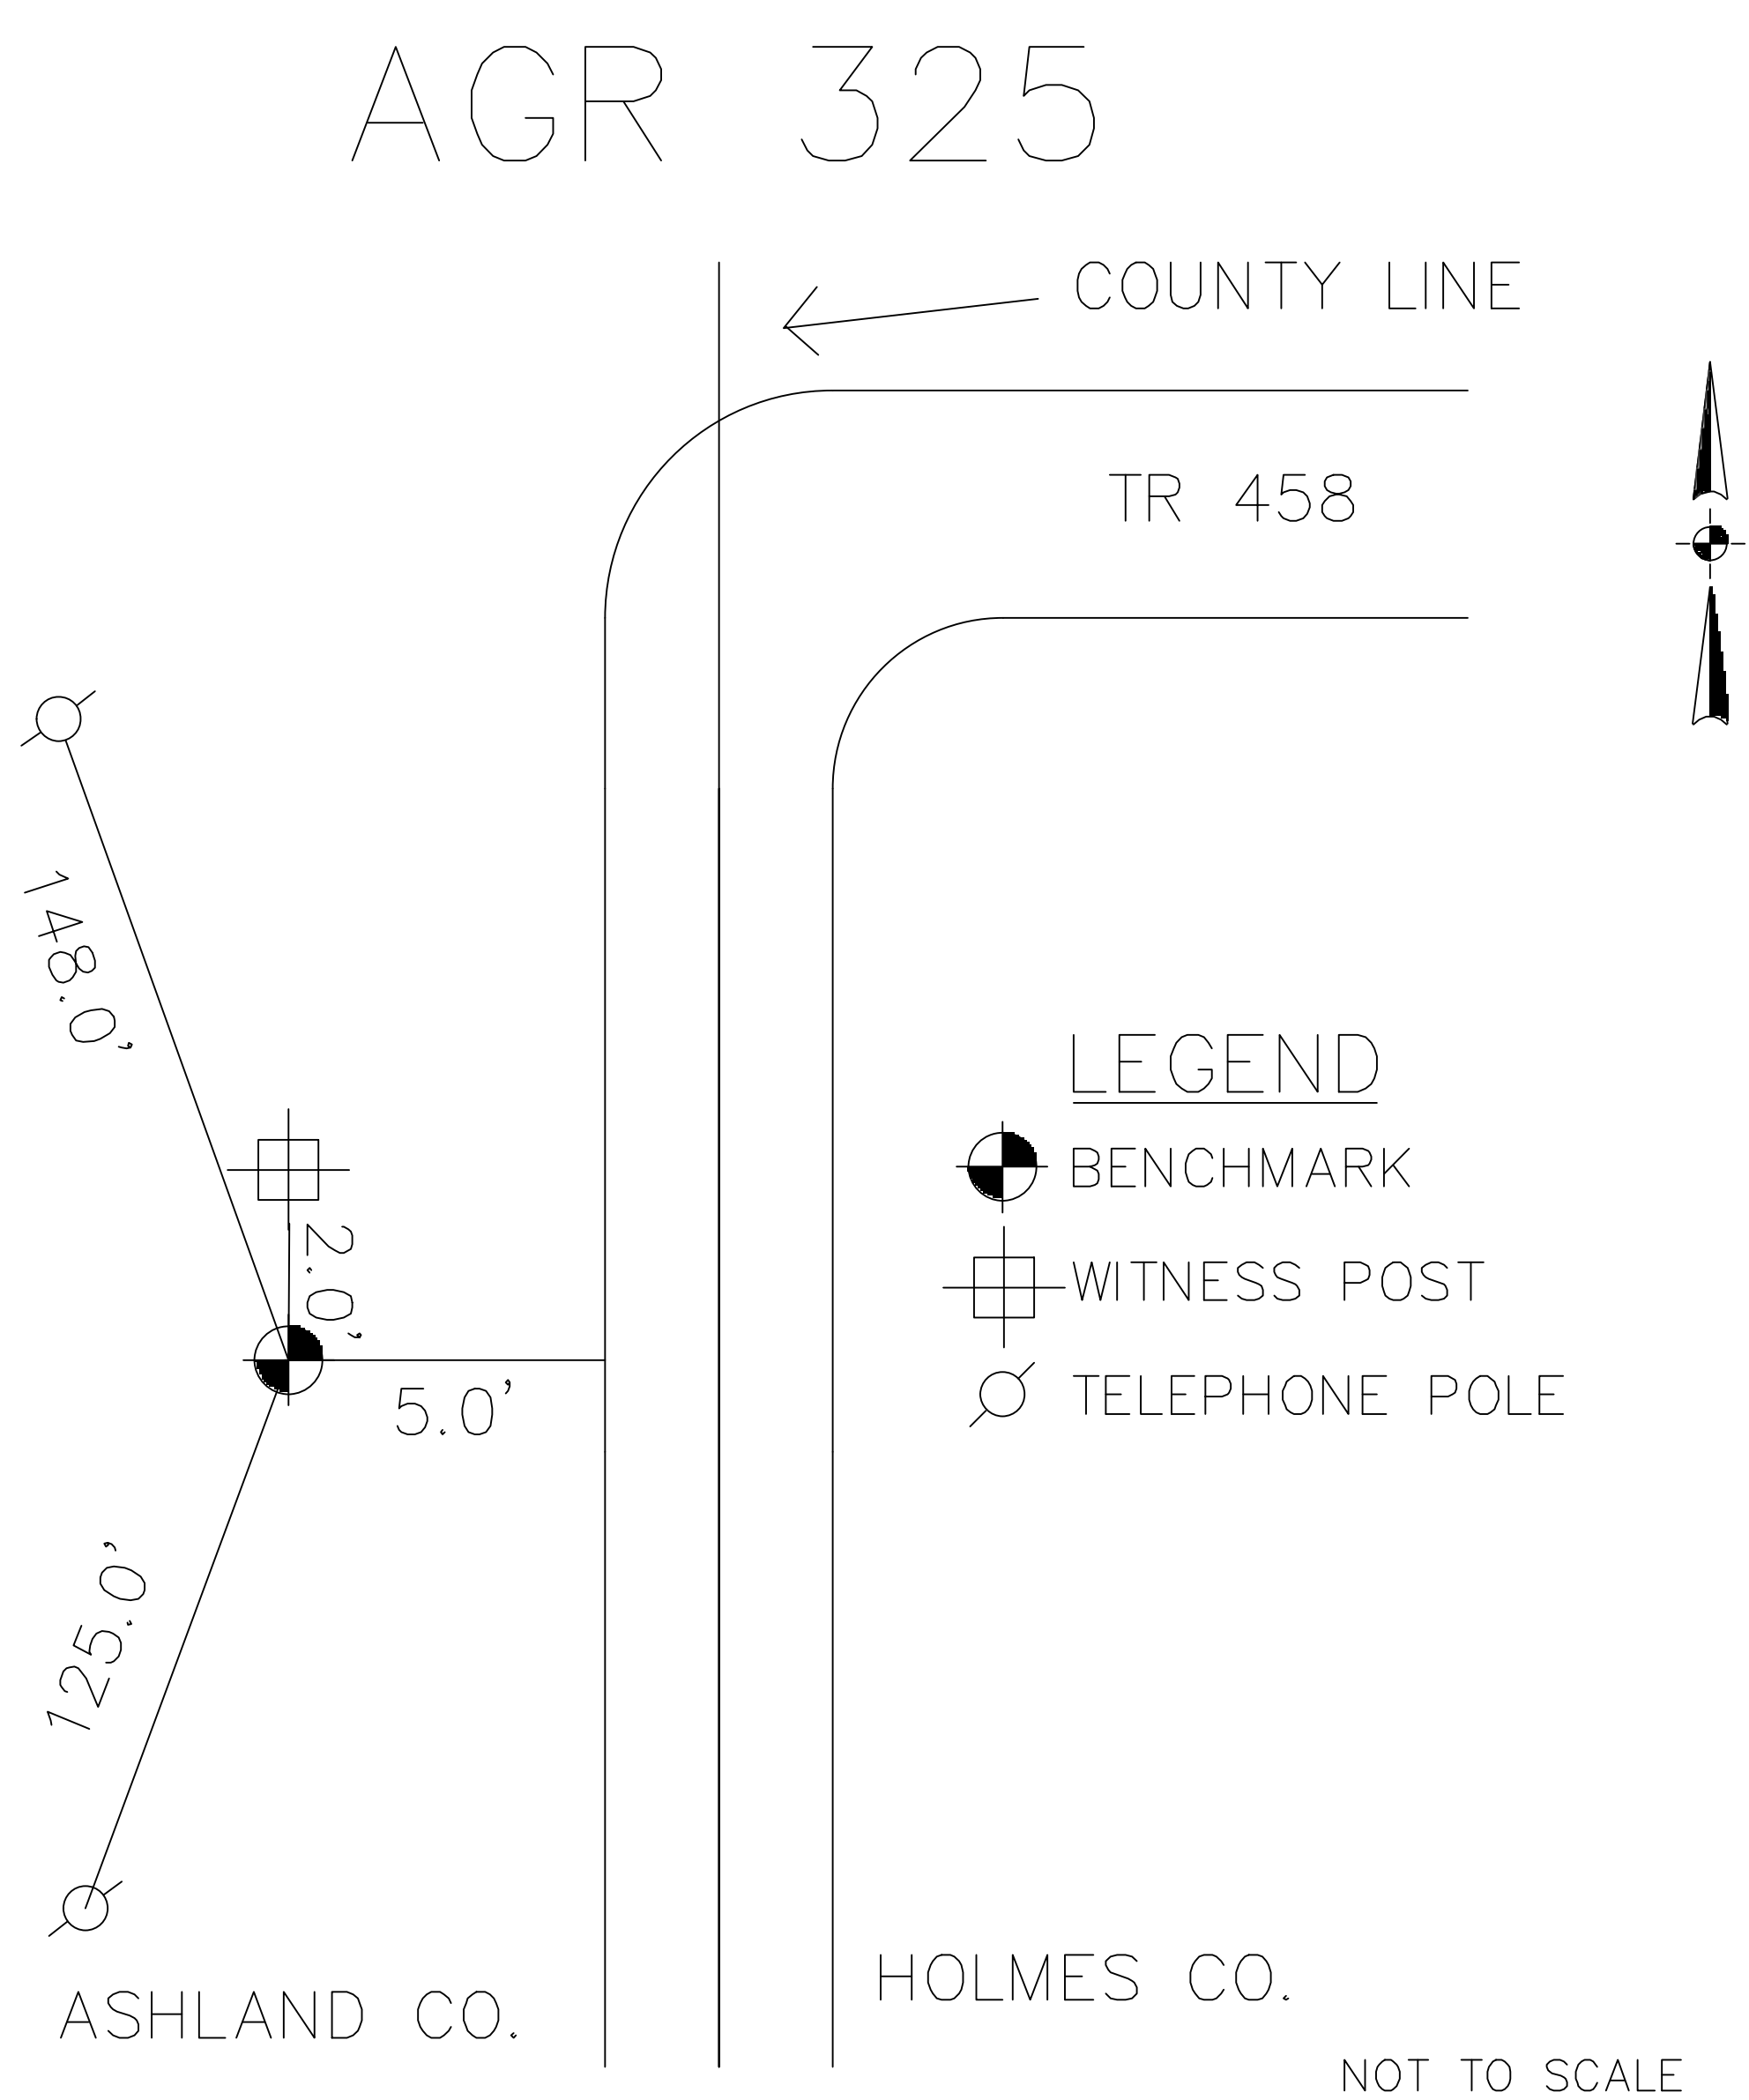 AGR 325
COUNTY LINE
TR 458
148.0'
LEGEND
BENCHMARK
2.0'
WITNESS POST
5.0'
TELEPHONE POLE
125.0'
HOLMES CO.
ASHLAND CO.
NOT TO SCALE